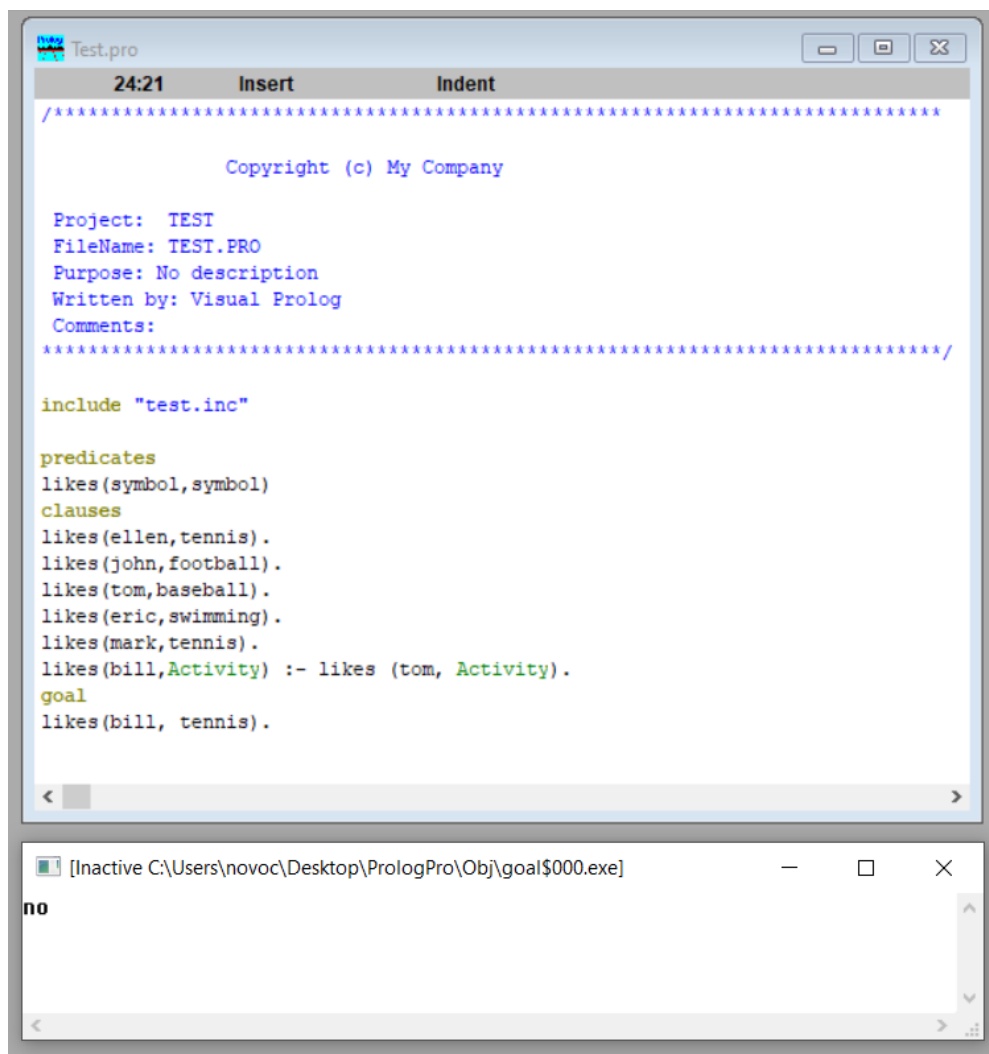 Test.pro
24:21 Insert Indent
/*****************************************************************************
Copyright (c) My Company
Project: TEST
FileName: TEST.PRO
Purpose: No description
Written by: Visual Prolog
Comments:
******************************************************************************/
include "test.inc"
predicates
likes(symbol,symbol)
clauses
likes(ellen,tennis).
likes(john,football).
likes(tom,baseball).
likes(eric,swimming).
likes(mark,tennis).
likes(bill,Activity) :- likes (tom, Activity).
goal
likes(bill, tennis).
[Inactive C:\Users\novoc\Desktop\PrologPro\Obj\goal$000.exe]
no